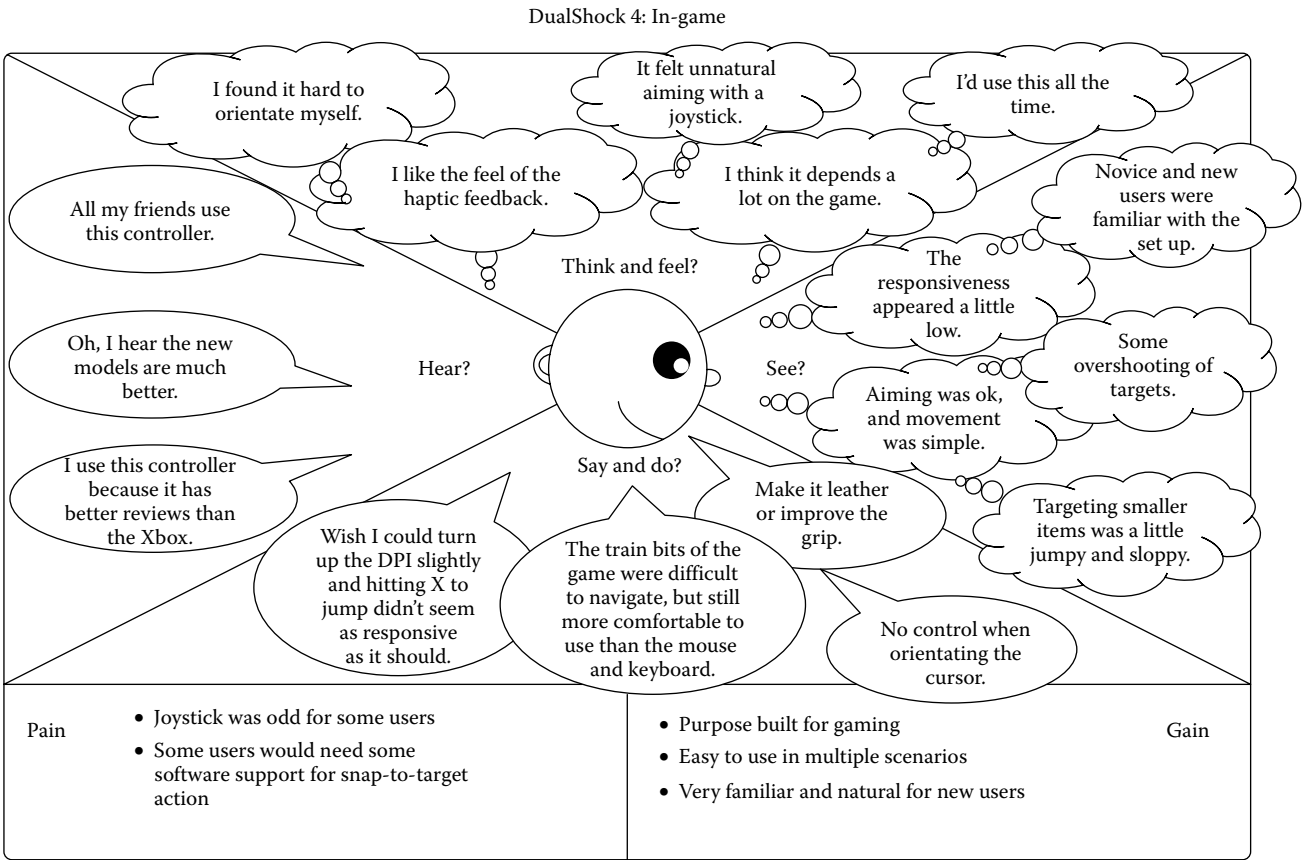 DualShock 4: In-game
I found it hard to
orientate myself.
It felt unnatural
aiming with a
joystick.
I'd use this all the
time.
I like the feel of the
haptic feedback.
I think it depends a
lot on the game.
Novice and new
users were
familiar with the
set up.
All my friends use
this controller.
Think and feel?
The
responsiveness
appeared a little
low.
Oh, I hear the new
models are much
better.
Hear?
See?
Some
overshooting of
targets.
Aiming was ok,
and movement
was simple.
I use this controller
because it has
better reviews than
the Xbox.
Say and do?
Make it leather
or improve the
grip.
Targeting smaller
items was a little
jumpy and sloppy.
Wish I could turn
up the DPI slightly
and hitting X to
jump didn't seem
as responsive
as it should.
The train bits of the
game were difficult
to navigate, but still
more comfortable to
use than the mouse
and keyboard.
No control when
orientating the
cursor.
Pain
• Joystick was odd for some users
• Some users would need some
software support for snap-to-target
action
• Purpose built for gaming
• Easy to use in multiple scenarios
• Very familiar and natural for new users
Gain